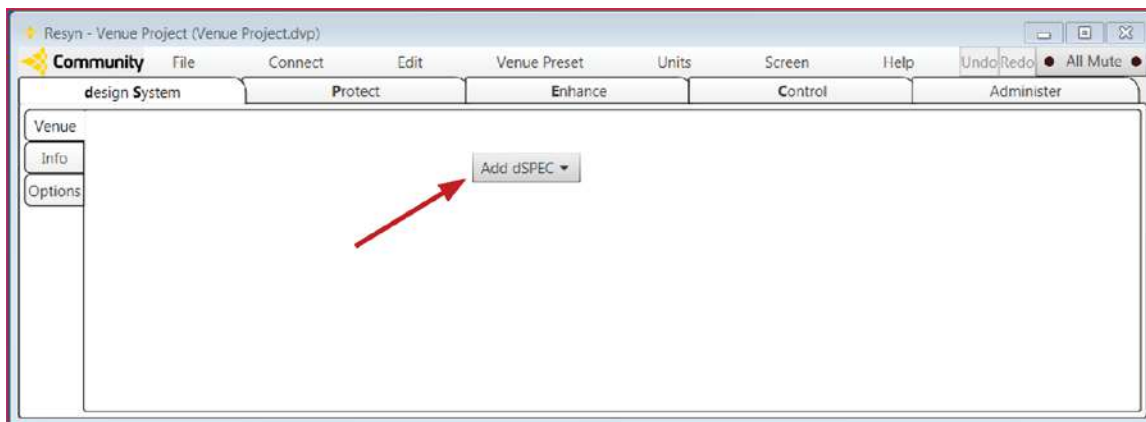 Resyn - Venue Project (Venue Project.dvp)
Community File Connect Edit Venue Preset Units Screen Help Undo Redo All Mute
design System Protect Enhance Control Administer
Venue
Info
Options
Add dSPEC